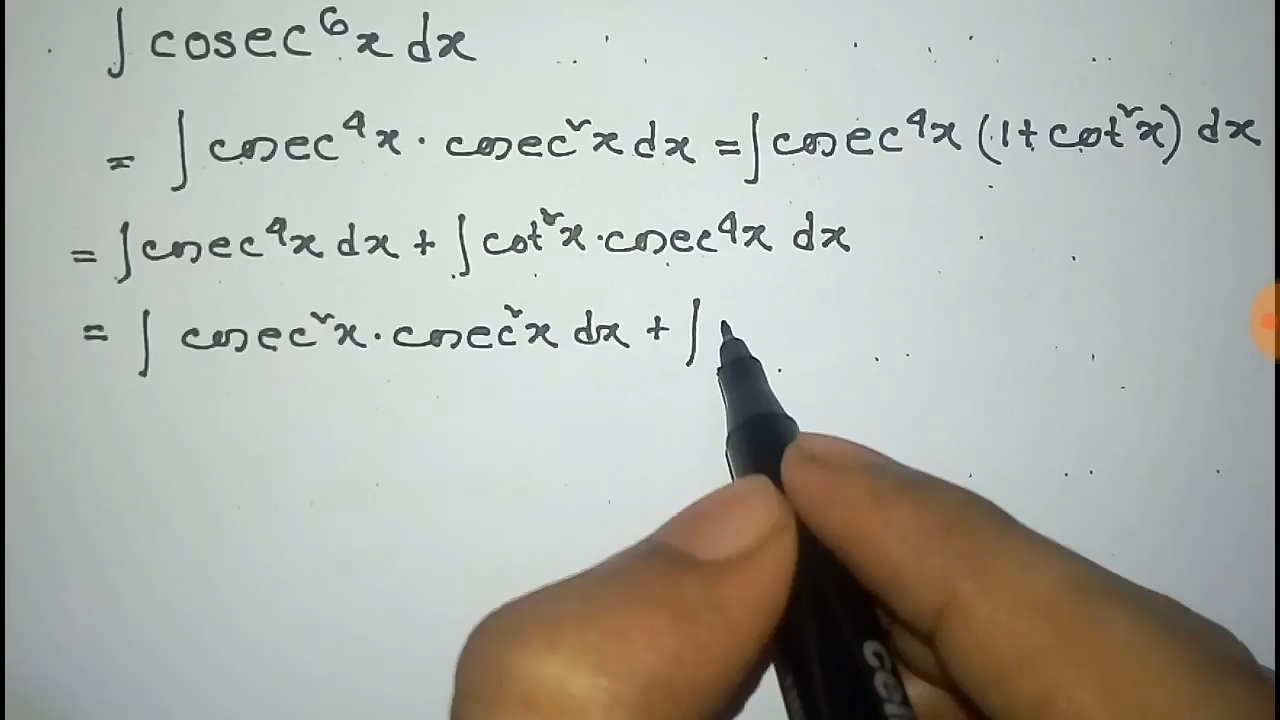 ∫ cosec⁶x dx
= ∫ cosec⁴x · cosec²x dx = ∫ cosec⁴x (1 + cot²x) dx
= ∫ cosec⁴x dx + ∫ cot²x · cosec⁴x dx
= ∫ cosec²x · cosec²x dx + ∫